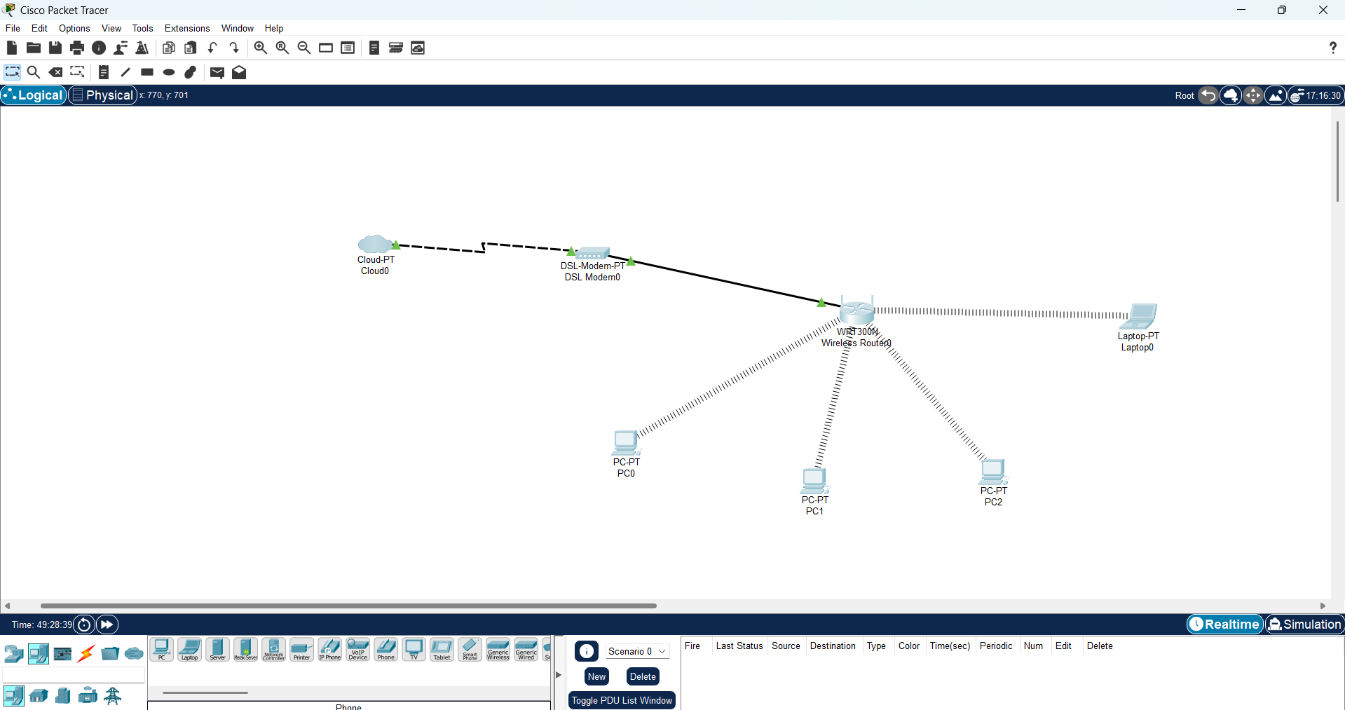 Cisco Packet Tracer
File Edit Options View Tools Extensions Window Help
?
Logical Physical x: 770, y: 701 Root 17:16:30
Cloud-PT
Cloud0
DSL-Modem-PT
DSL Modem0
WRT300N
Wireless Router0
Laptop-PT
Laptop0
PC-PT
PC0
PC-PT
PC1
PC-PT
PC2
Time: 49:28:39 Realtime Simulation
PC Laptop Server Printer IP Phone VoIP Device Phone TV Tablet Smart Phone Generic Wireless Generic Wired
Scenario 0
New Delete
Toggle PDU List Window
Fire Last Status Source Destination Type Color Time(sec) Periodic Num Edit Delete
Phone